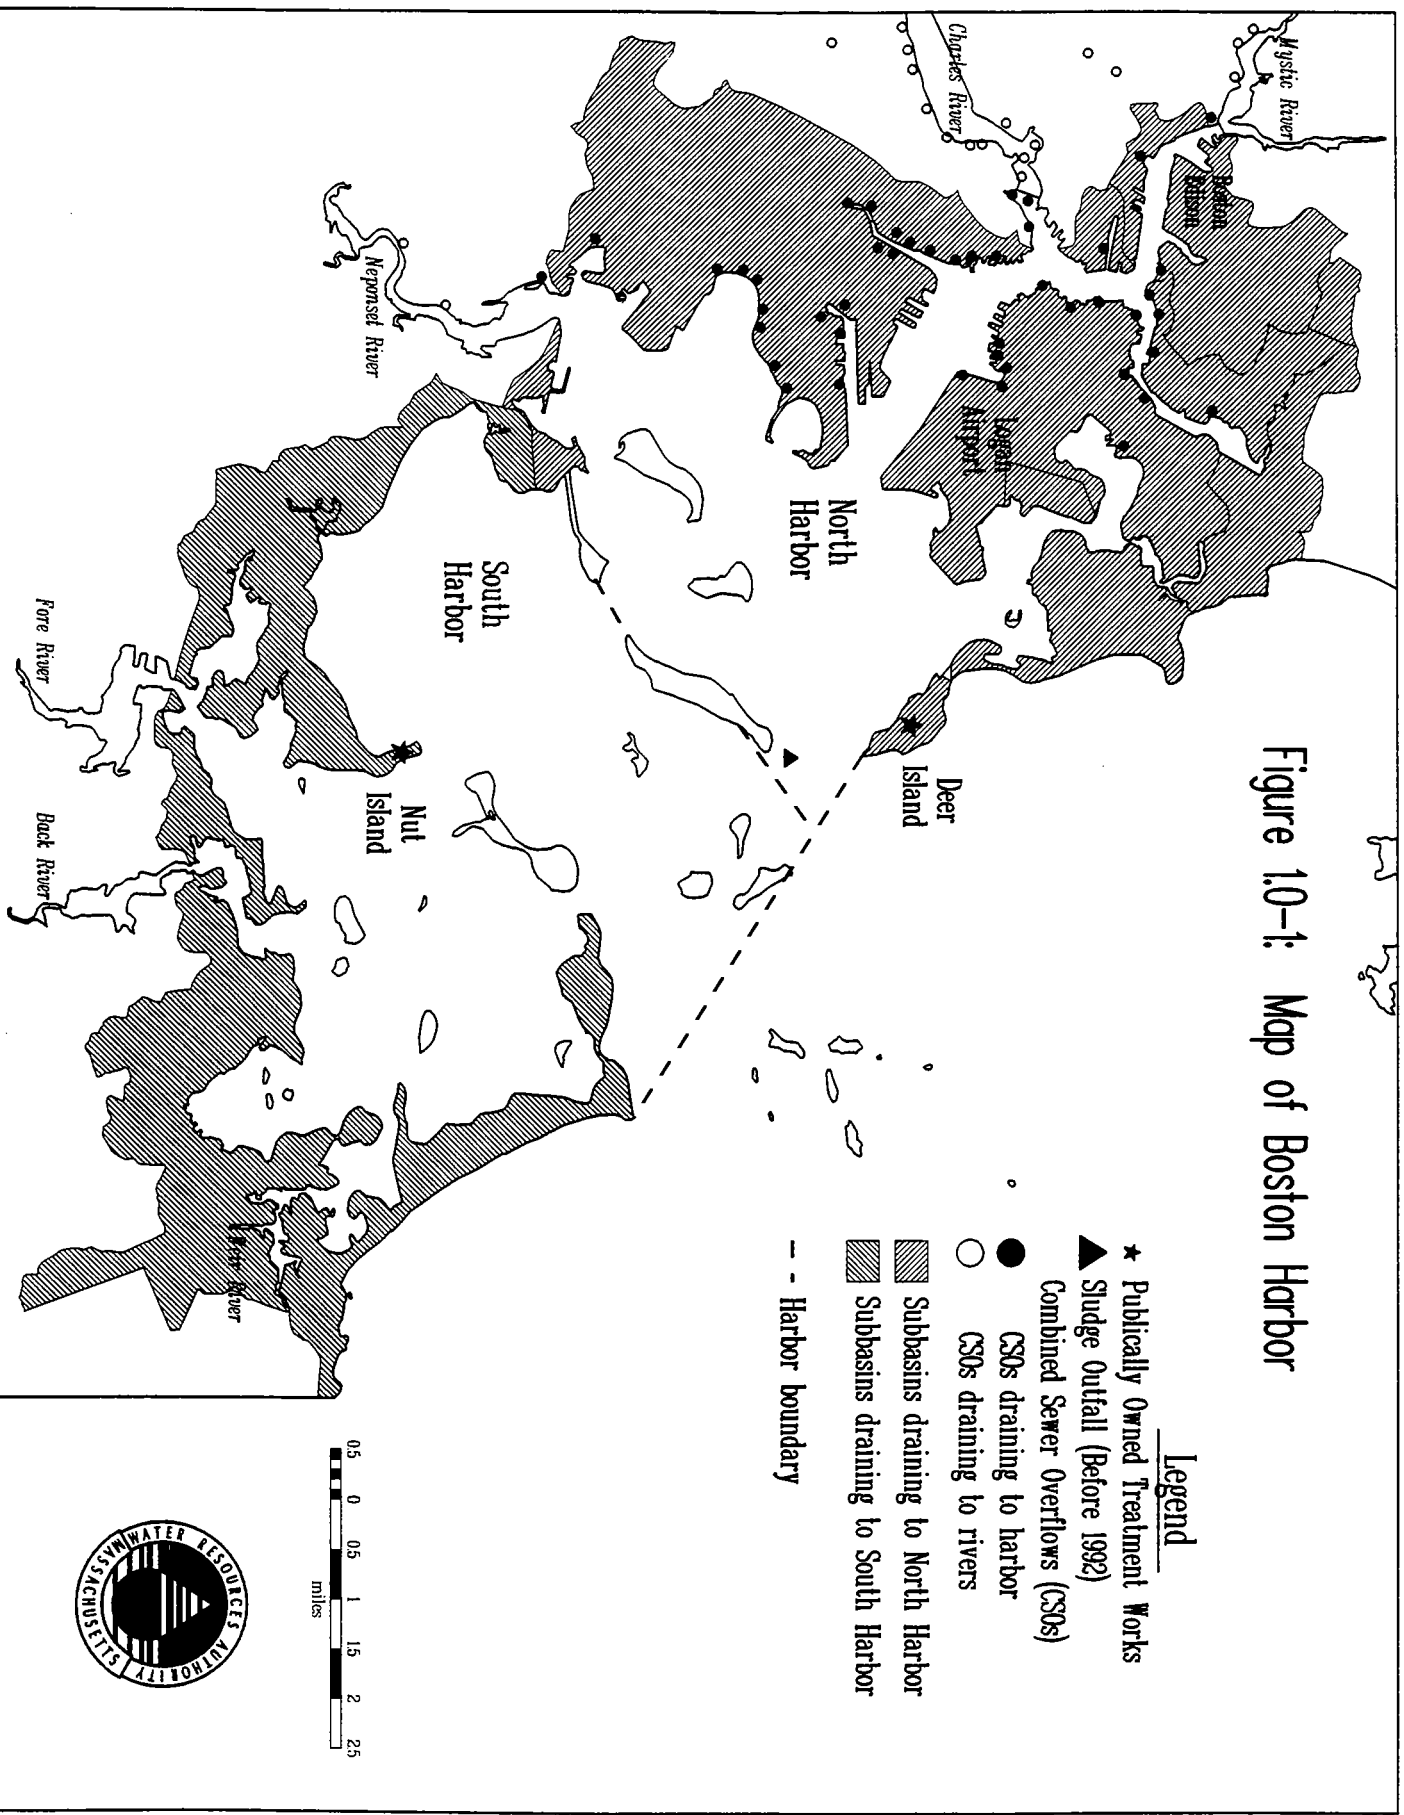 Figure 1.0-1: Map of Boston Harbor
Legend
Publically Owned Treatment Works
Sludge Outfall (Before 1992)
Combined Sewer Overflows (CSOs)
CSOs draining to harbor
CSOs draining to rivers
Subbasins draining to North Harbor
Subbasins draining to South Harbor
Harbor boundary
Mystic River
Boston
Edison
Charles River
Logan
Airport
North
Harbor
Deer
Island
Neponset River
South
Harbor
Nut
Island
Fore River
Back River
Weir River
0.5 0 0.5 1 1.5 2 2.5
miles
MASSACHUSETTS WATER RESOURCES AUTHORITY